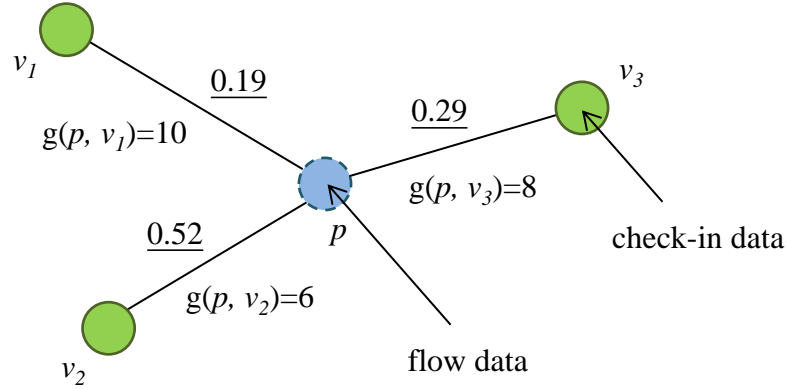 v1
0.19
v3
0.29
g(p, v1)=10
g(p, v3)=8
0.52
p
check-in data
g(p, v2)=6
v2
flow data